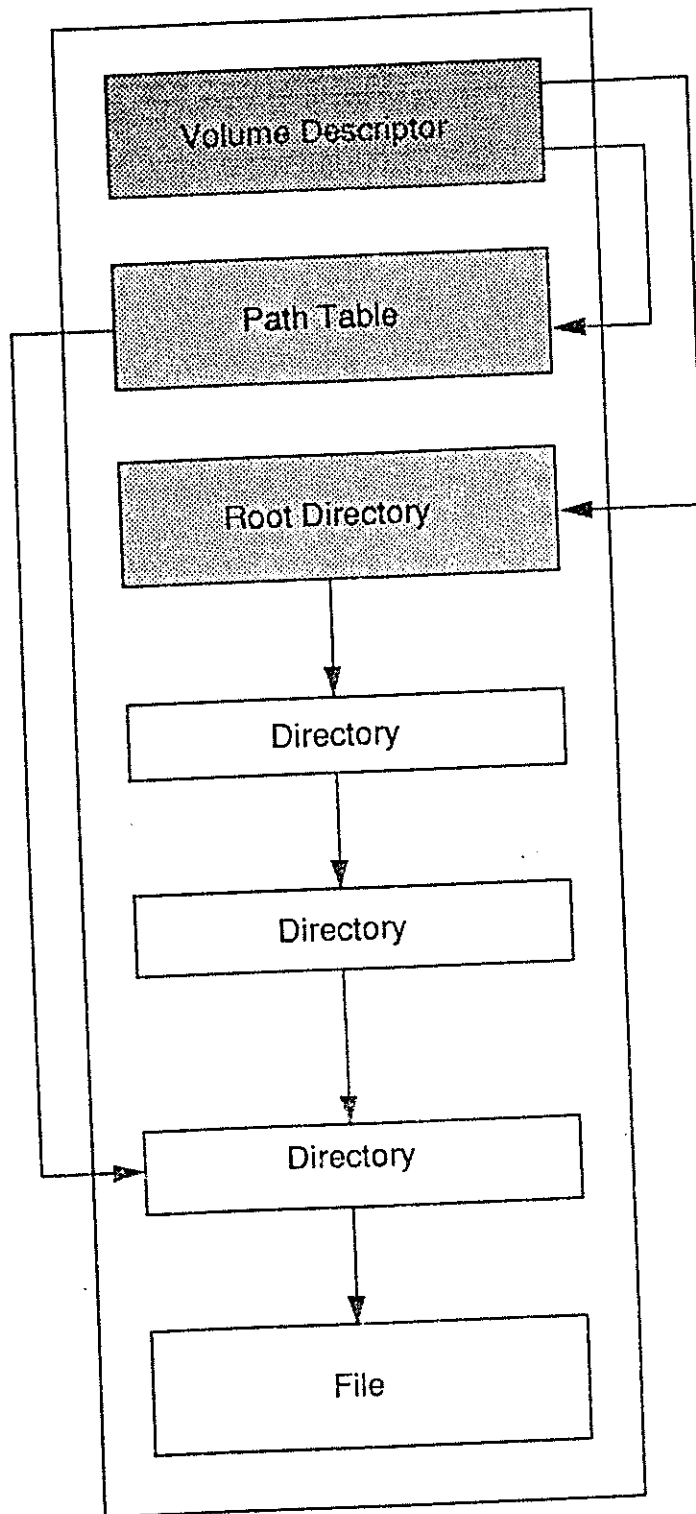 Volume Descriptor
Path Table
Root Directory
Directory
Directory
Directory
File